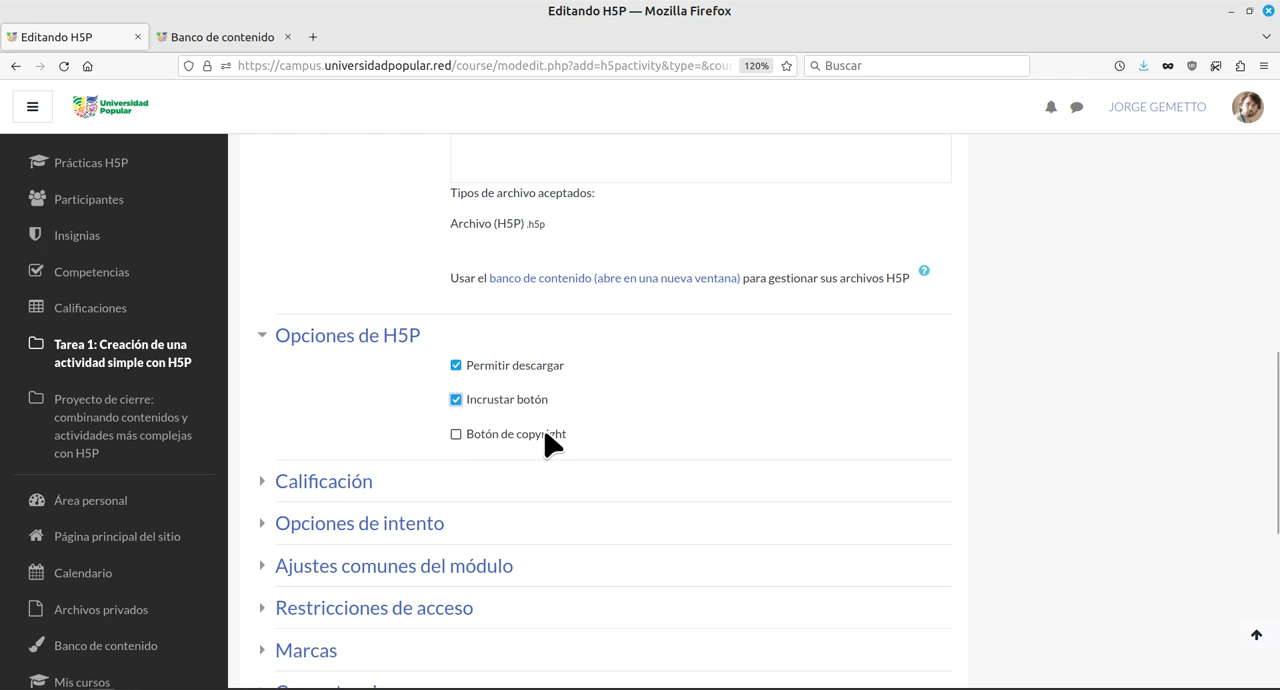 Editando H5P — Mozilla Firefox
Editando H5P
Banco de contenido
https://campus.universidadpopular.red/course/modedit.php?add=h5pactivity&type=&cou
120%
Buscar
Universidad
Popular
JORGE GEMETTO
Prácticas H5P
Participantes
Insignias
Competencias
Calificaciones
Tarea 1: Creación de una
actividad simple con H5P
Proyecto de cierre:
combinando contenidos y
actividades más complejas
con H5P
Área personal
Página principal del sitio
Calendario
Archivos privados
Banco de contenido
Mis cursos
Tipos de archivo aceptados:
Archivo (H5P) .h5p
Usar el banco de contenido (abre en una nueva ventana) para gestionar sus archivos H5P
Opciones de H5P
Permitir descargar
Incrustar botón
Botón de copyright
Calificación
Opciones de intento
Ajustes comunes del módulo
Restricciones de acceso
Marcas